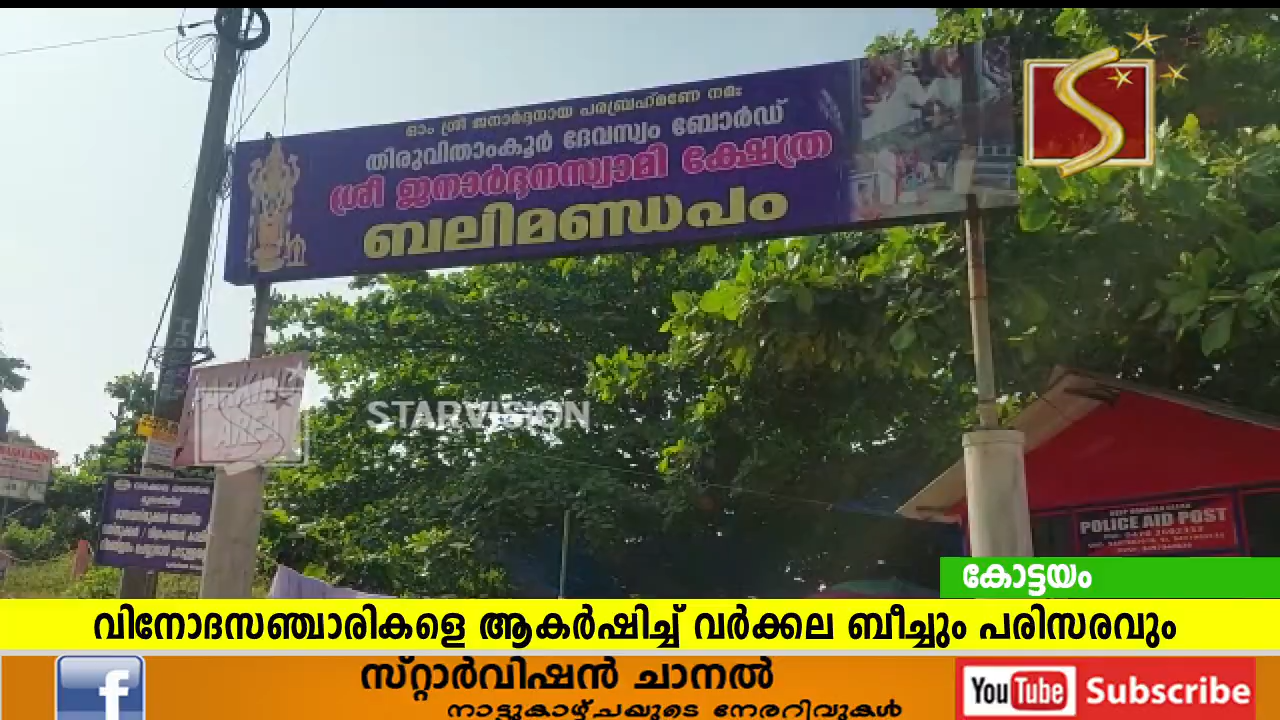 ഓം ശ്രീ ജനാർദ്ദനായ പരബ്രഹ്മണേ നമഃ
തിരുവിതാംകൂർ ദേവസ്വം ബോർഡ്
ശ്രീ ജനാർദ്ദനസ്വാമി ക്ഷേത്ര
ബലിമണ്ഡപം
STARVISION
POLICE AID POST
കോട്ടയം
വിനോദസഞ്ചാരികളെ ആകർഷിച്ച് വർക്കല ബീച്ചും പരിസരവും
സ്റ്റാർവിഷൻ ചാനൽ
നാട്ടുകാഴ്ചയുടെ നേരറിവുകൾ
YouTube Subscribe